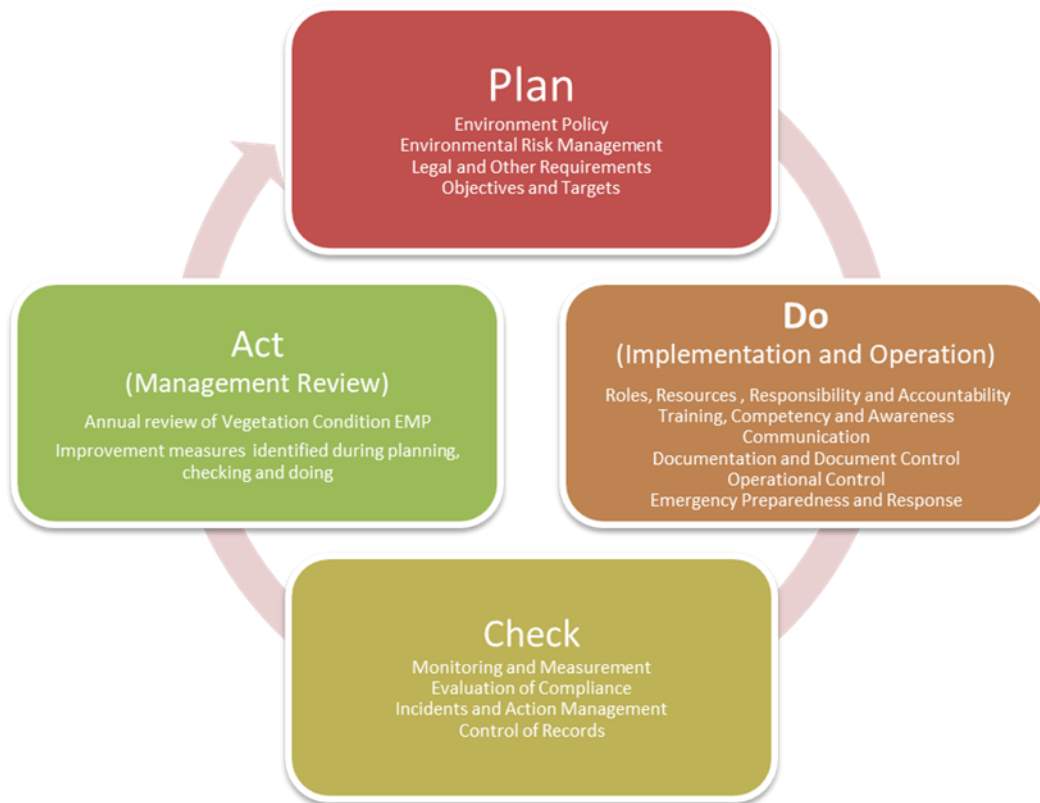 Plan
Environment Policy
Environmental Risk Management
Legal and Other Requirements
Objectives and Targets
Do
(Implementation and Operation)
Roles, Resources , Responsibility and Accountability
Training, Competency and Awareness
Communication
Documentation and Document Control
Operational Control
Emergency Preparedness and Response
Check
Monitoring and Measurement
Evaluation of Compliance
Incidents and Action Management
Control of Records
Act
(Management Review)
Annual review of Vegetation Condition EMP
Improvement measures identified during planning,
checking and doing